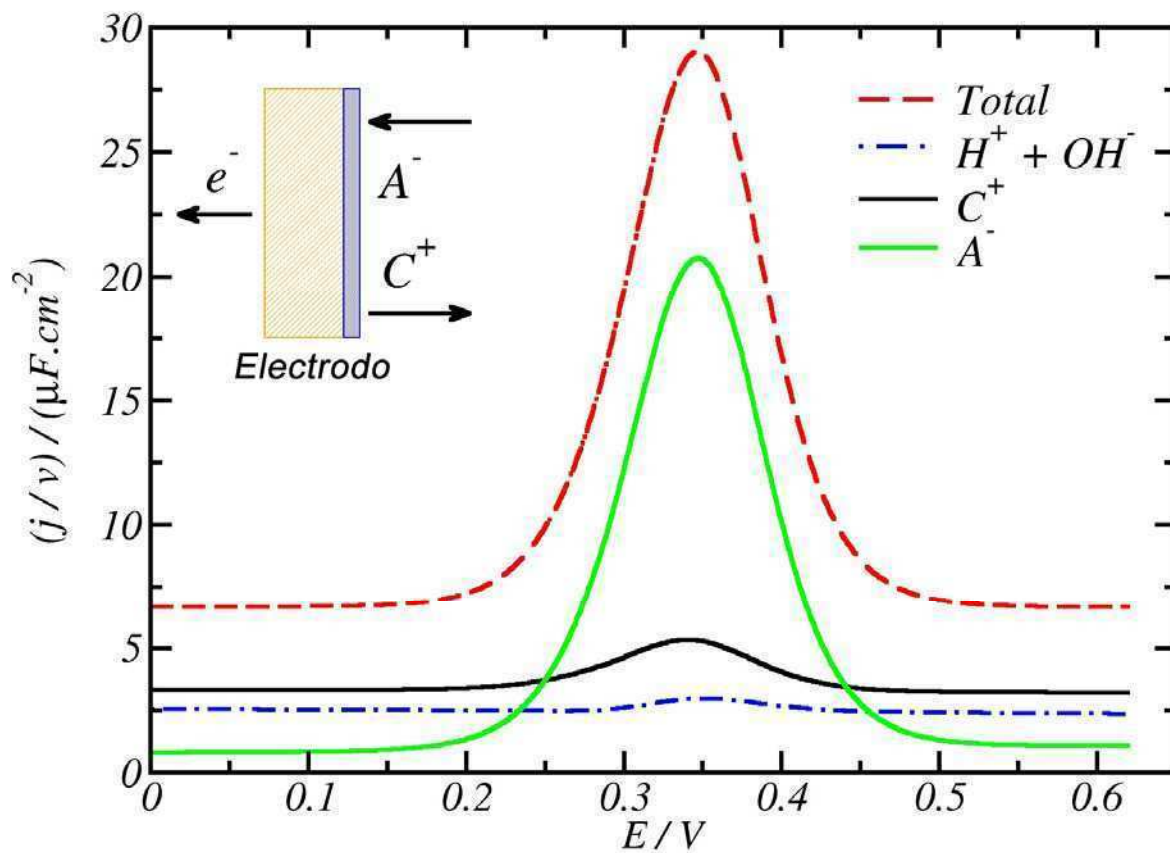 30
25
20
15
10
5
0
(j / v) / (μF.cm⁻²)
0 0.1 0.2 0.3 0.4 0.5 0.6
E / V
e⁻
A⁻
C⁺
Electrodo
Total
H⁺ + OH⁻
C⁺
A⁻